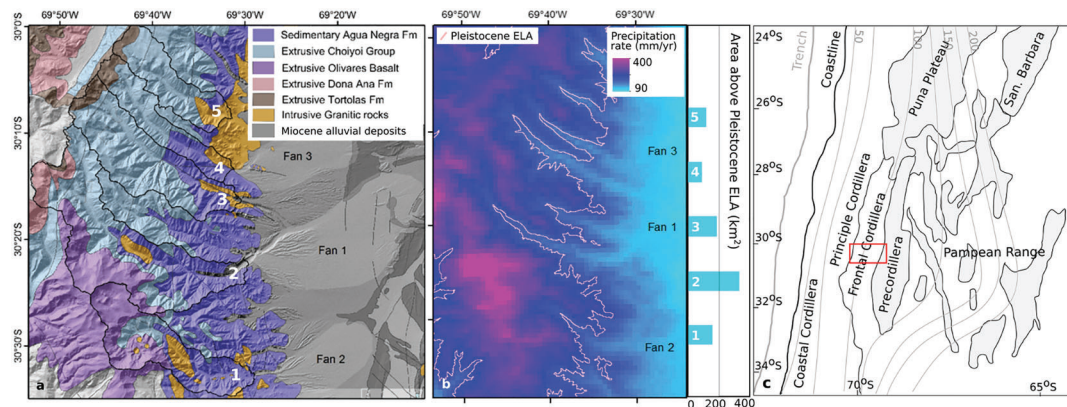 69°50'W 69°40'W 69°30'W 69°20'W
30°0'S
30°10'S
30°20'S
30°30'S
Sedimentary Agua Negra Fm
Extrusive Choiyoi Group
Extrusive Olivares Basalt
Extrusive Dona Ana Fm
Extrusive Tortolas Fm
Intrusive Granitic rocks
Miocene alluvial deposits
5
Fan 3
4
3
Fan 1
2
Fan 2
1
a
69°50'W 69°40'W 69°30'W
Pleistocene ELA
Precipitation
rate (mm/yr)
400
90
Fan 3
Fan 1
Fan 2
b
5
4
3
2
1
Area above Pleistocene ELA (km²)
0 200 400
24°S
26°S
28°S
30°S
32°S
34°S
Trench
Coastline
50
100
150
200
Puna Plateau
San. Barbara
Principle Cordillera
Frontal Cordillera
Precordillera
Pampean Range
Coastal Cordillera
c
70°S 65°S